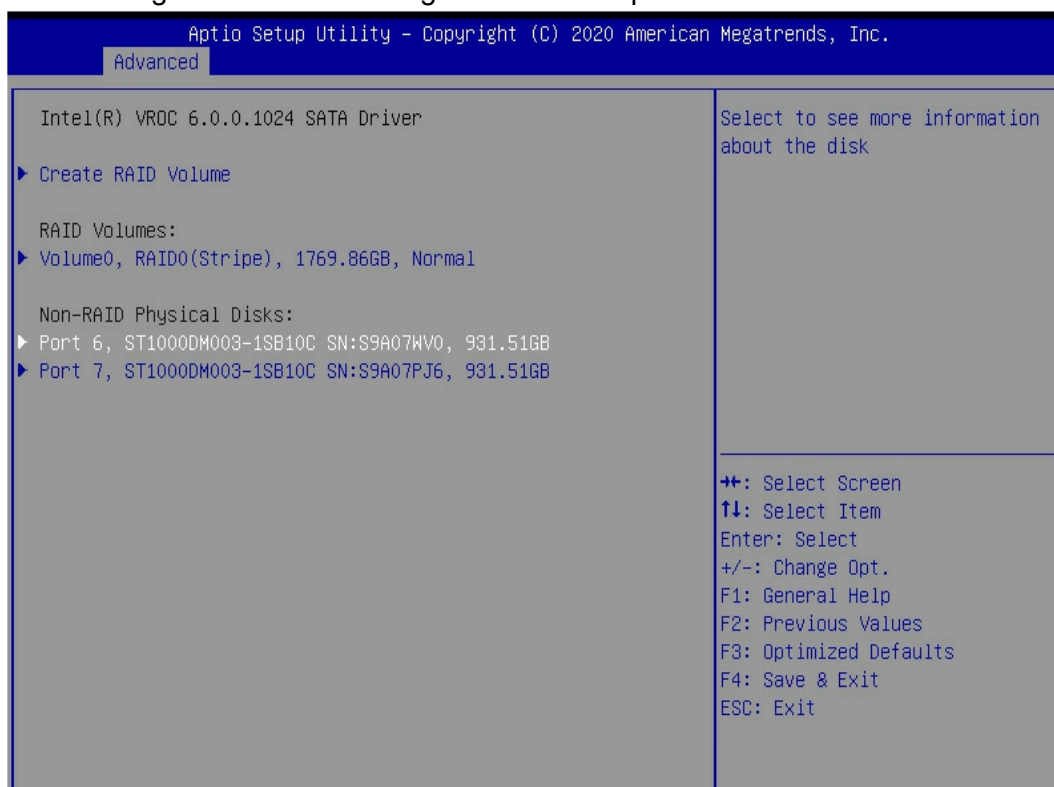 Aptio Setup Utility – Copyright (C) 2020 American Megatrends, Inc.
Advanced
Intel(R) VROC 6.0.0.1024 SATA Driver
Create RAID Volume
RAID Volumes:
Volume0, RAID0(Stripe), 1769.86GB, Normal
Non-RAID Physical Disks:
Port 6, ST1000DM003-1SB10C SN:S9A07WV0, 931.51GB
Port 7, ST1000DM003-1SB10C SN:S9A07PJ6, 931.51GB
Select to see more information
about the disk
→←: Select Screen
↑↓: Select Item
Enter: Select
+/-: Change Opt.
F1: General Help
F2: Previous Values
F3: Optimized Defaults
F4: Save & Exit
ESC: Exit